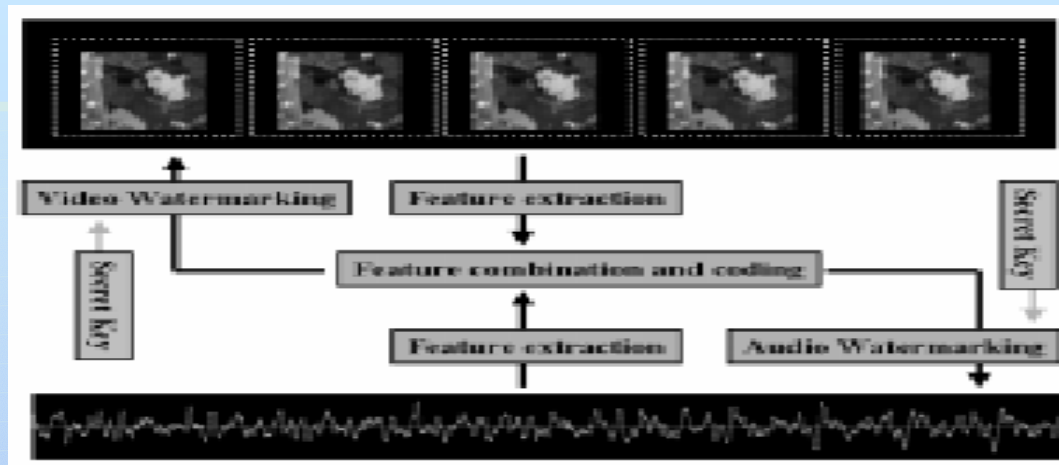 Video Watermarking
Feature extraction
Secret Key
Secret Key
Feature combination and coding
Feature extraction
Audio Watermarking